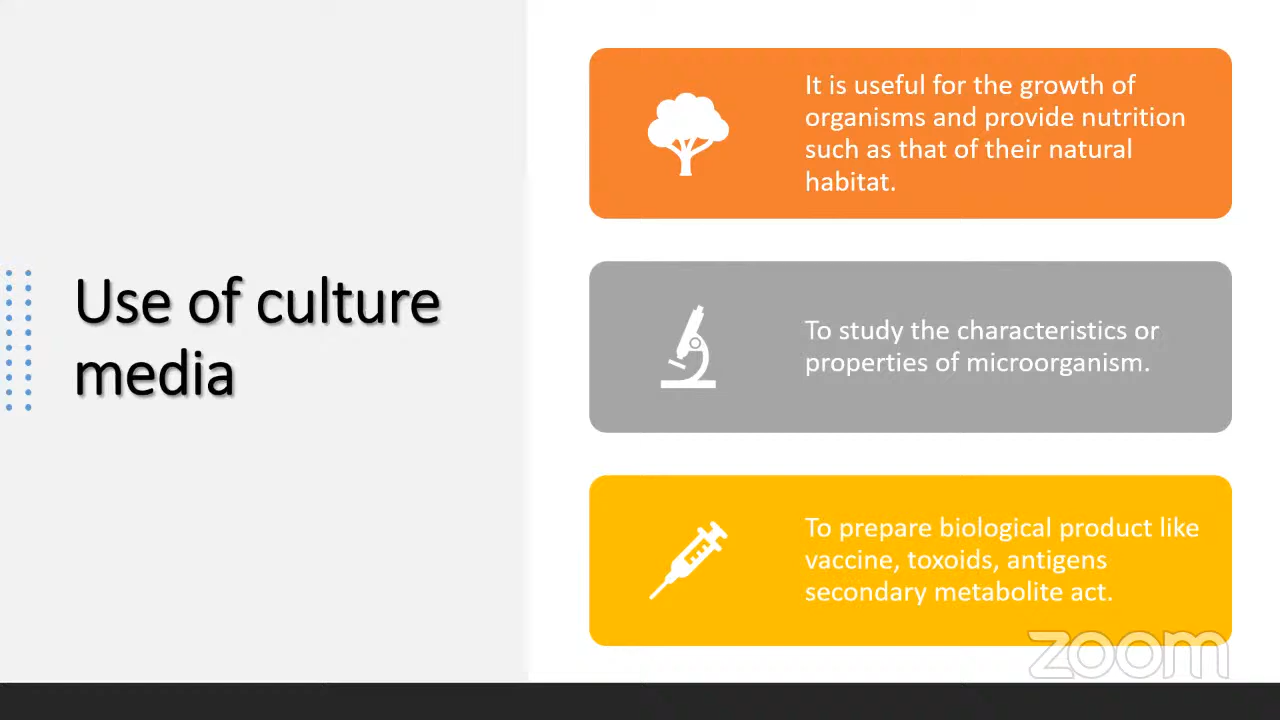 Use of culture
media
It is useful for the growth of
organisms and provide nutrition
such as that of their natural
habitat.
To study the characteristics or
properties of microorganism.
To prepare biological product like
vaccine, toxoids, antigens
secondary metabolite act.
zoom